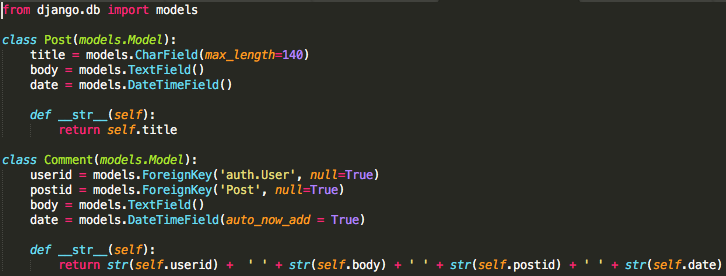 from django.db import models

class Post(models.Model):
    title = models.CharField(max_length=140)
    body = models.TextField()
    date = models.DateTimeField()

    def __str__(self):
        return self.title

class Comment(models.Model):
    userid = models.ForeignKey('auth.User', null=True)
    postid = models.ForeignKey('Post', null=True)
    body = models.TextField()
    date = models.DateTimeField(auto_now_add = True)

    def __str__(self):
        return str(self.userid) +  ' ' + str(self.body) + ' ' + str(self.postid) + ' ' + str(self.date)